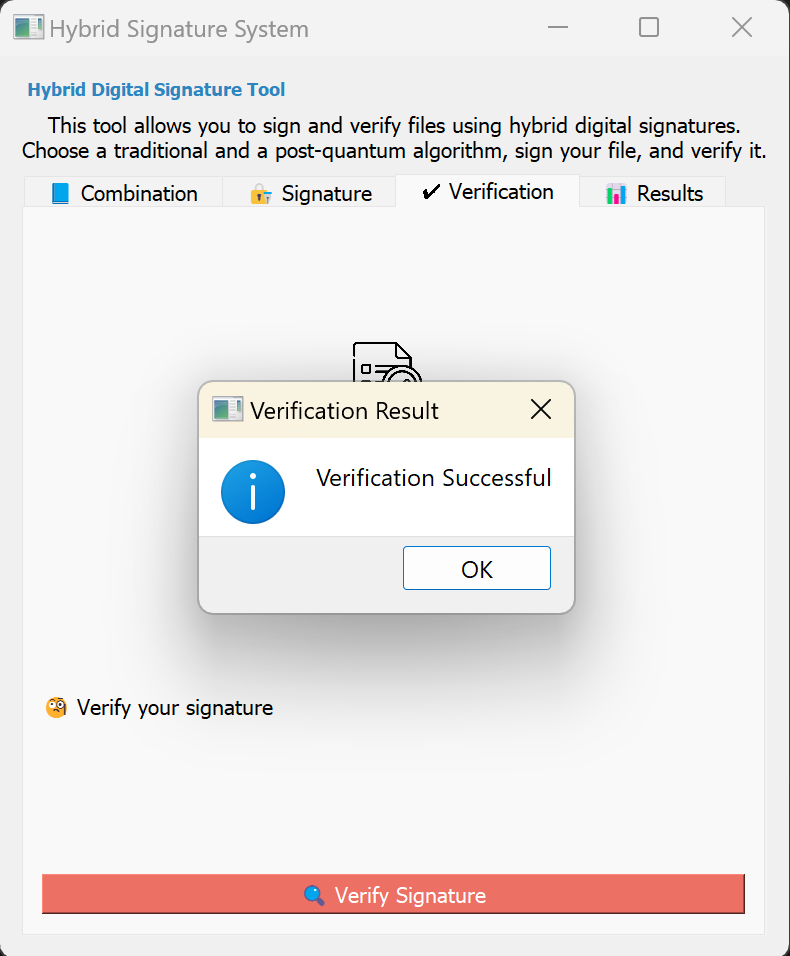 Hybrid Signature System
Hybrid Digital Signature Tool
This tool allows you to sign and verify files using hybrid digital signatures.
Choose a traditional and a post-quantum algorithm, sign your file, and verify it.
Combination
Signature
Verification
Results
Verification Result
Verification Successful
OK
Verify your signature
Verify Signature